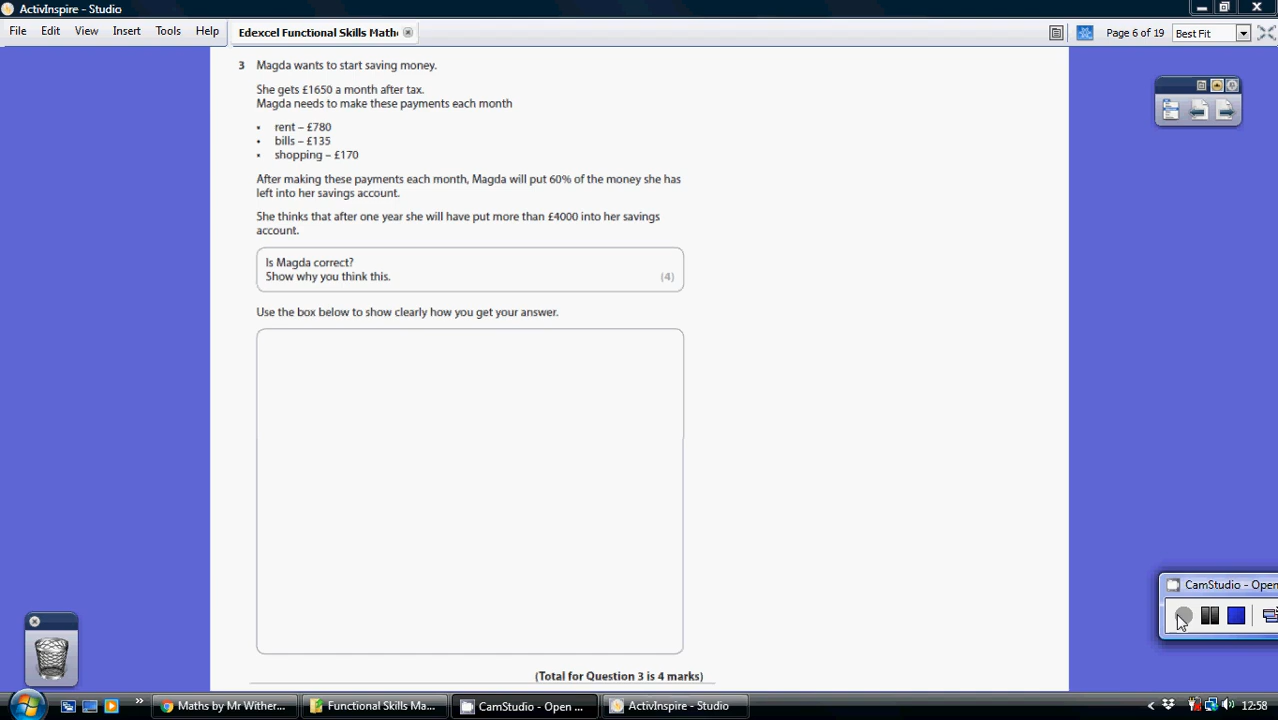 ActivInspire - Studio
File Edit View Insert Tools Help
Edexcel Functional Skills Mathe
Page 6 of 19
Best Fit
3 Magda wants to start saving money.
She gets £1650 a month after tax.
Magda needs to make these payments each month
• rent – £780
• bills – £135
• shopping – £170
After making these payments each month, Magda will put 60% of the money she has
left into her savings account.
She thinks that after one year she will have put more than £4000 into her savings
account.
Is Magda correct?
Show why you think this. (4)
Use the box below to show clearly how you get your answer.
(Total for Question 3 is 4 marks)
CamStudio - Open
» Maths by Mr Wither... Functional Skills Ma... CamStudio - Open ... ActivInspire - Studio 12:58